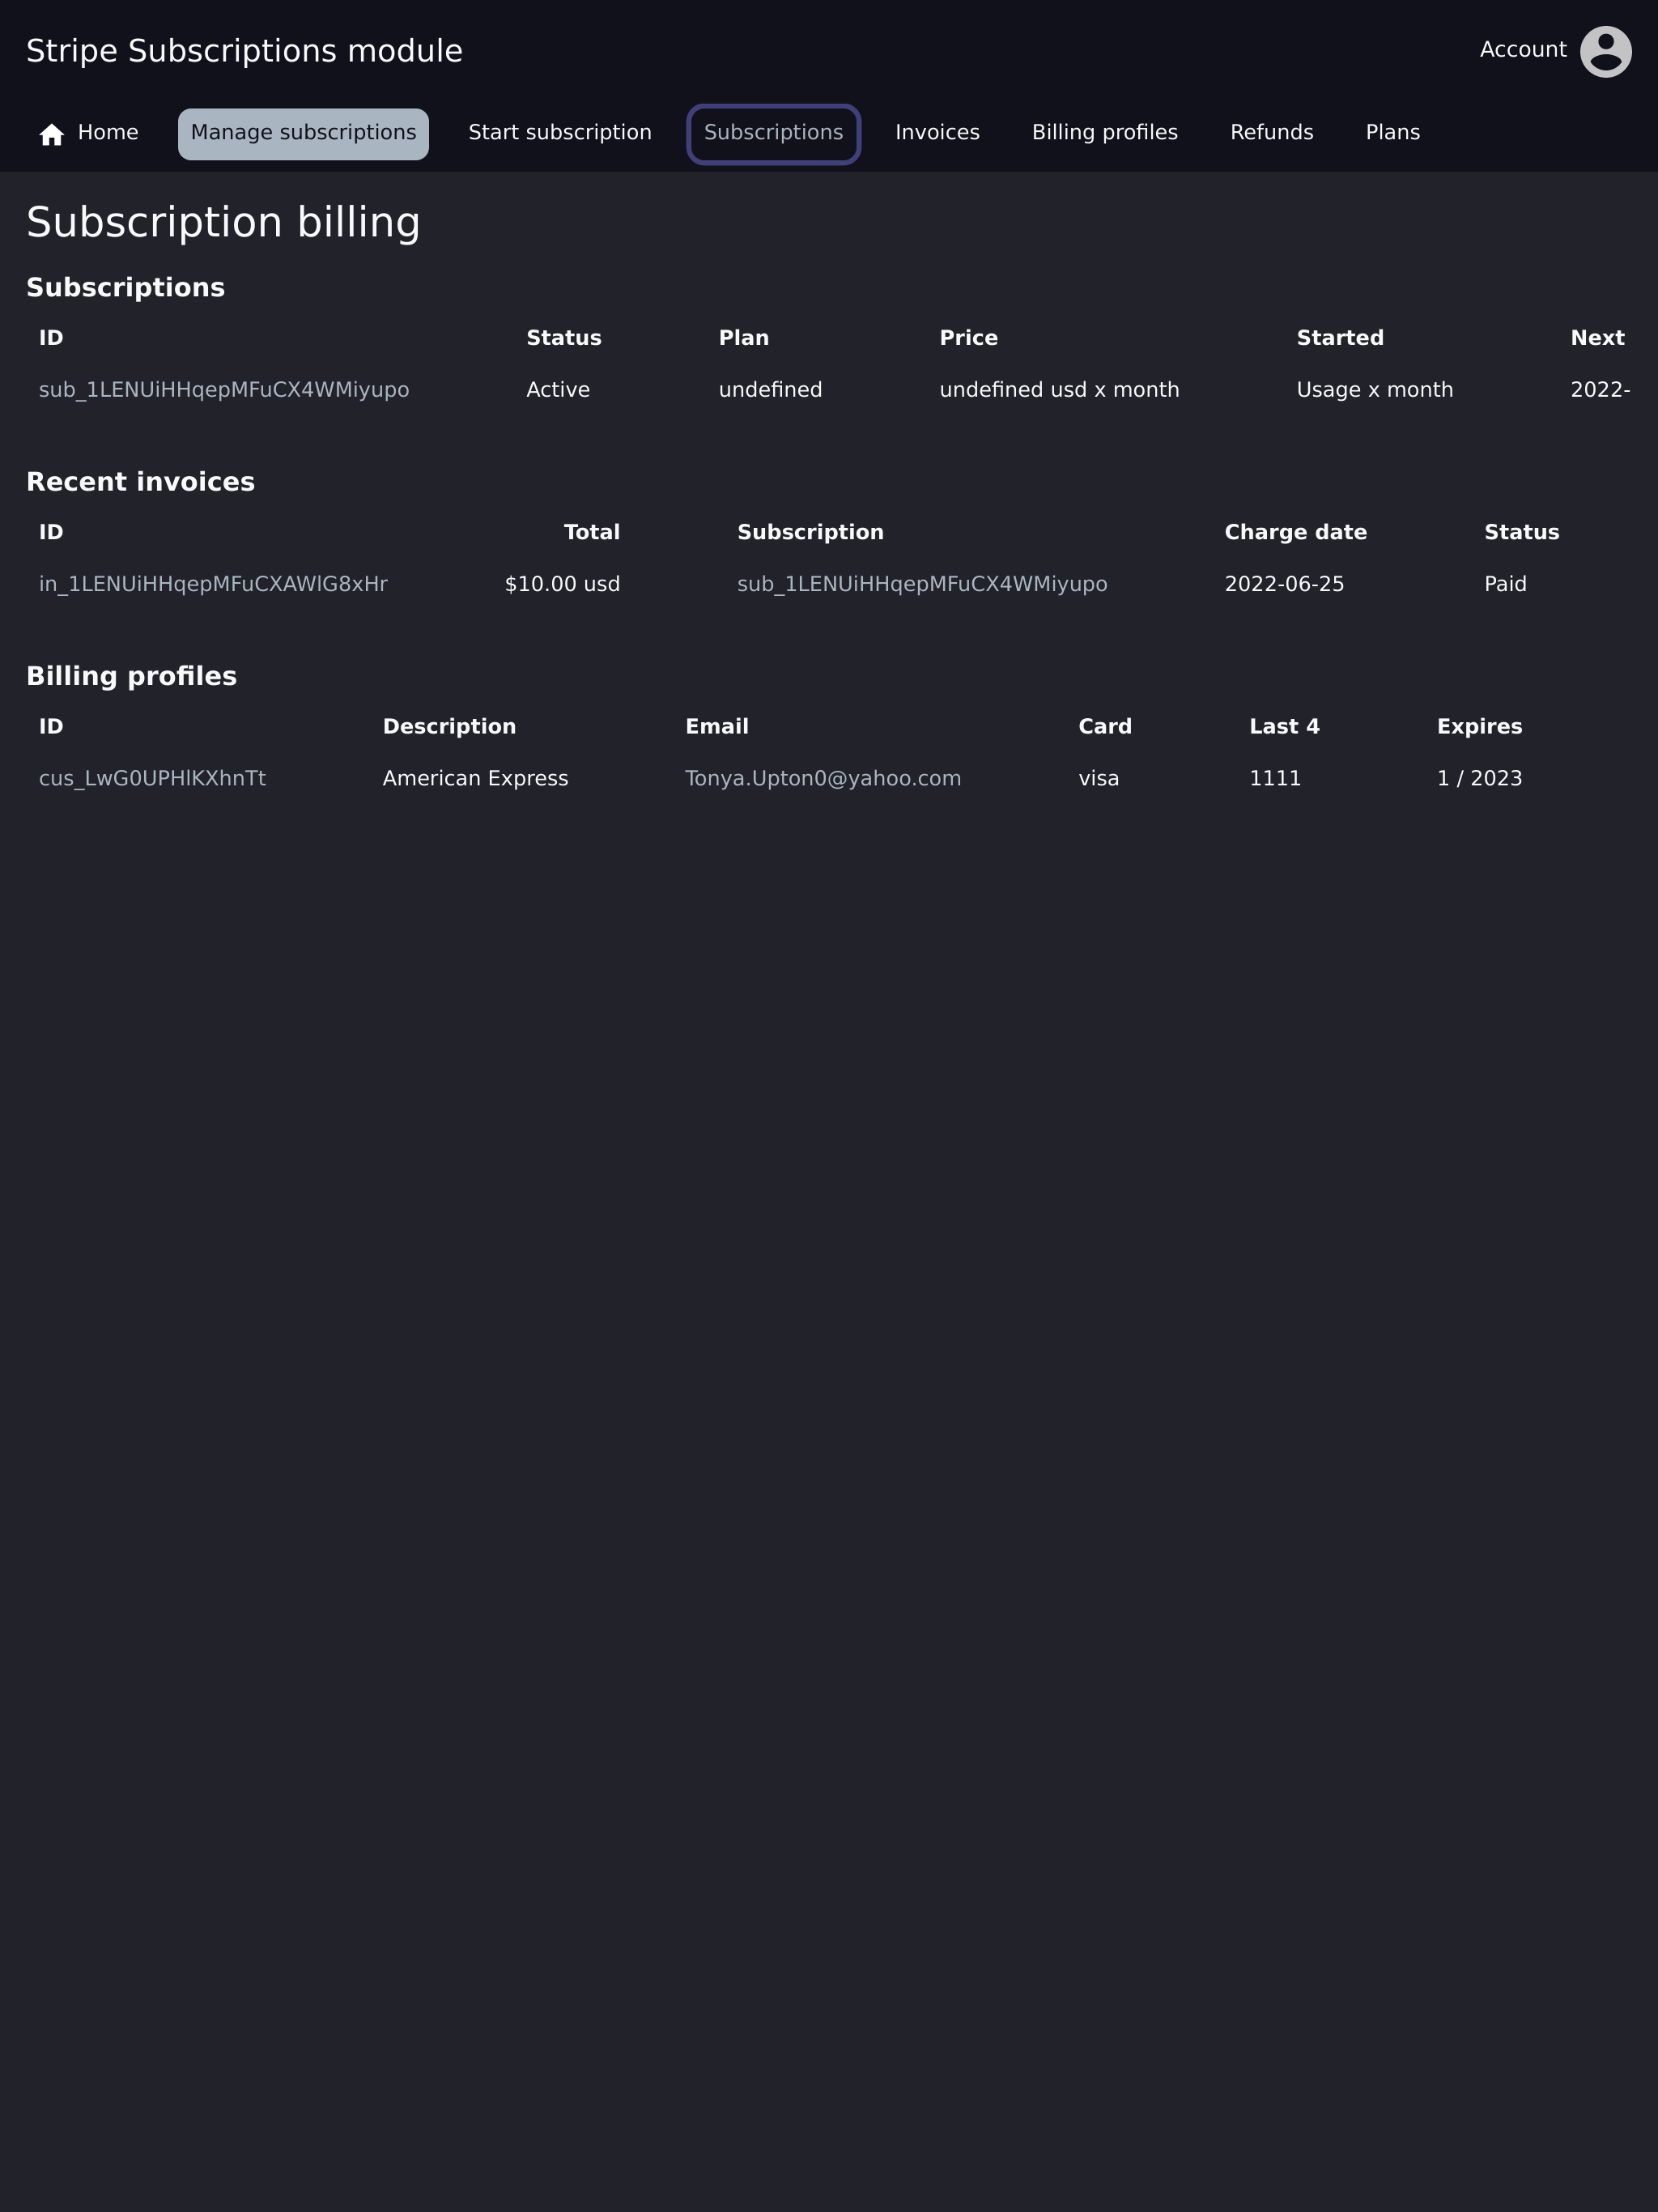 Stripe Subscriptions module
Account
Home Manage subscriptions Start subscription Subscriptions Invoices Billing profiles Refunds Plans
Subscription billing
Subscriptions
ID Status Plan Price Started Next
sub_1LENUiHHqepMFuCX4WMiyupo Active undefined undefined usd x month Usage x month 2022-
Recent invoices
ID Total Subscription Charge date Status
in_1LENUiHHqepMFuCXAWlG8xHr $10.00 usd sub_1LENUiHHqepMFuCX4WMiyupo 2022-06-25 Paid
Billing profiles
ID Description Email Card Last 4 Expires
cus_LwG0UPHlKXhnTt American Express Tonya.Upton0@yahoo.com visa 1111 1 / 2023